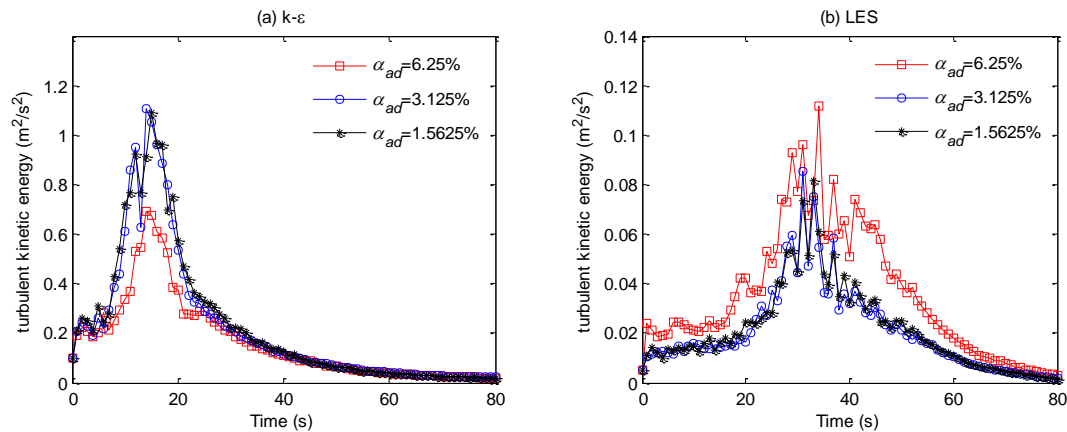 (a) k-ε
turbulent kinetic energy (m²/s²)
1.4
1.2
1
0.8
0.6
0.4
0.2
0
0
20
40
60
80
Time (s)
α_ad=6.25%
α_ad=3.125%
α_ad=1.5625%
(b) LES
turbulent kinetic energy (m²/s²)
0.14
0.12
0.1
0.08
0.06
0.04
0.02
0
0
20
40
60
80
Time (s)
α_ad=6.25%
α_ad=3.125%
α_ad=1.5625%